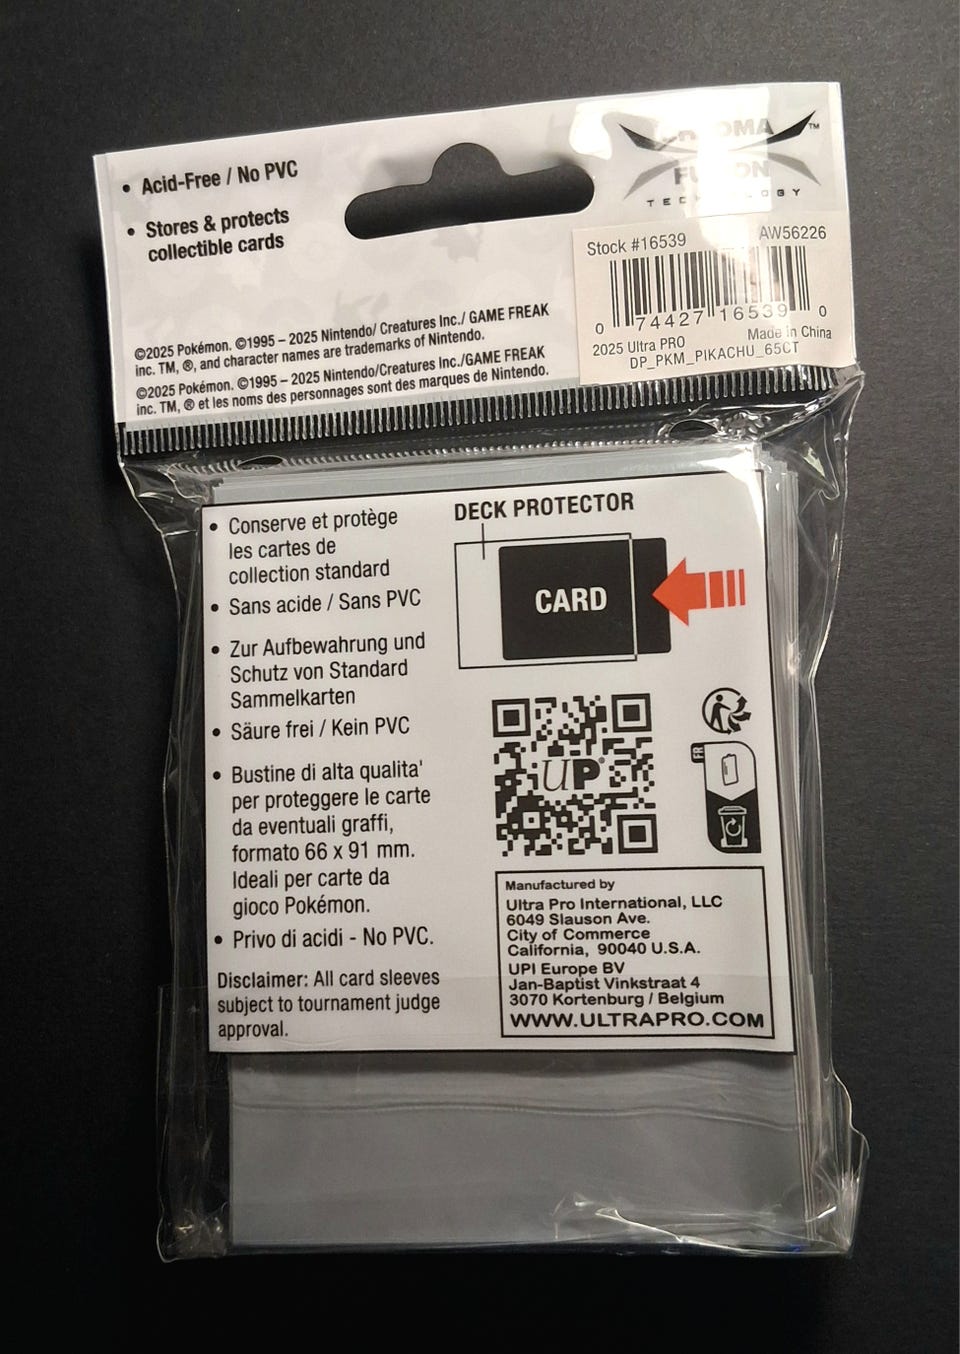 • Acid-Free / No PVC
• Stores & protects
collectible cards
©2025 Pokémon. ©1995 – 2025 Nintendo/ Creatures Inc./ GAME FREAK
inc. TM, ®, and character names are trademarks of Nintendo.
©2025 Pokémon. ©1995 – 2025 Nintendo/Creatures Inc./GAME FREAK
inc. TM, ® et les noms des personnages sont des marques de Nintendo.
CHROMA ™
FUSION
TECHNOLOGY
Stock #16539 AW56226
0 74427 16539 0
2025 Ultra PRO Made in China
DP_PKM_PIKACHU_65CT
• Conserve et protège
les cartes de
collection standard
• Sans acide / Sans PVC
• Zur Aufbewahrung und
Schutz von Standard
Sammelkarten
• Säure frei / Kein PVC
• Bustine di alta qualita'
per proteggere le carte
da eventuali graffi,
formato 66 x 91 mm.
Ideali per carte da
gioco Pokémon.
• Privo di acidi - No PVC.
Disclaimer: All card sleeves
subject to tournament judge
approval.
DECK PROTECTOR
CARD
UP
FR
Manufactured by
Ultra Pro International, LLC
6049 Slauson Ave.
City of Commerce
California, 90040 U.S.A.
UPI Europe BV
Jan-Baptist Vinkstraat 4
3070 Kortenburg / Belgium
WWW.ULTRAPRO.COM